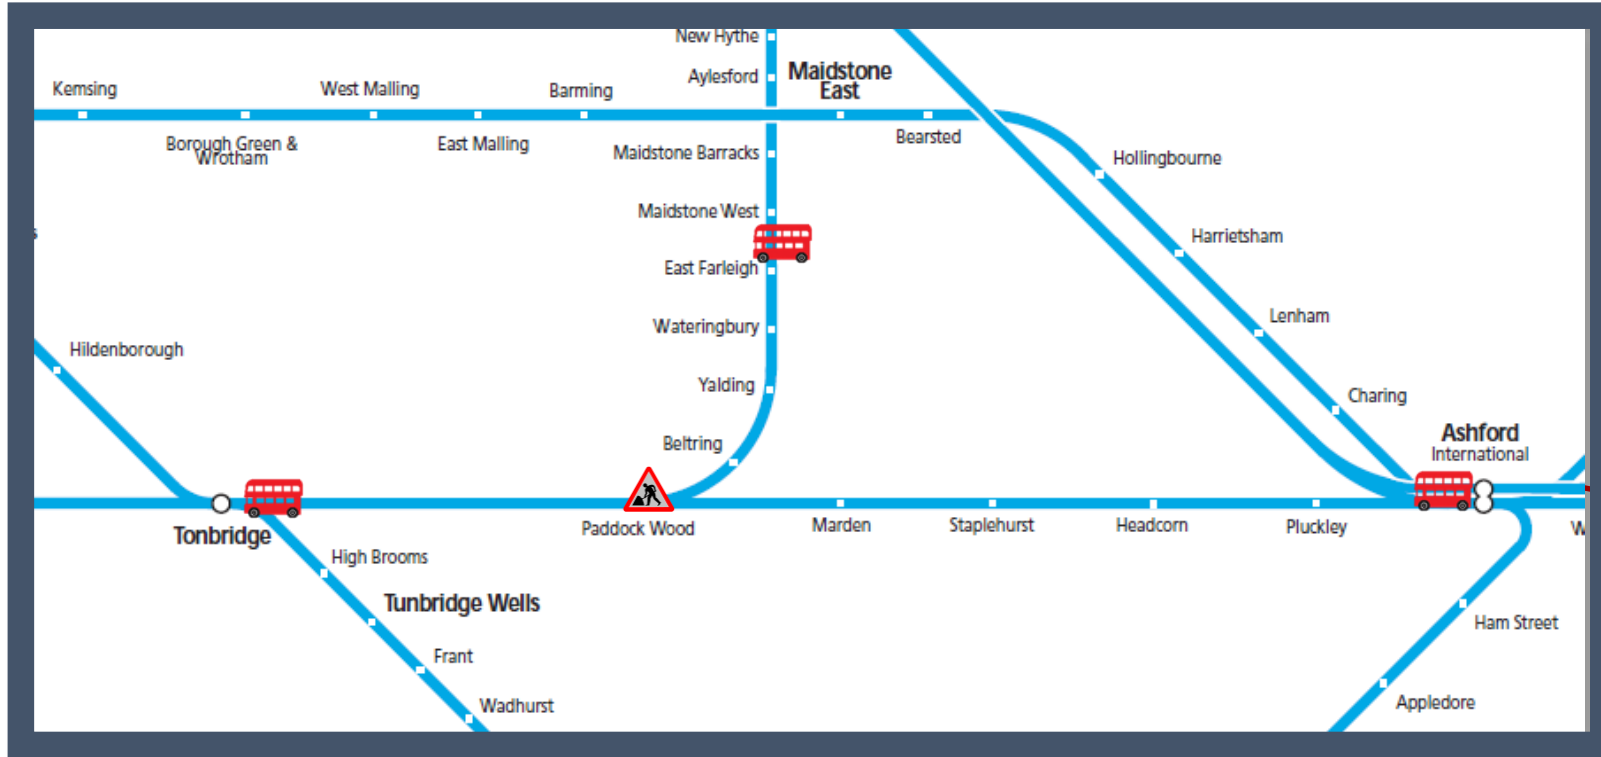 New Hythe
Aylesford
Maidstone
East
Kemsing
West Malling
Barming
Borough Green &
Wrotham
East Malling
Bearsted
Maidstone Barracks
Hollingbourne
Maidstone West
Harrietsham
East Farleigh
Lenham
Wateringbury
Hildenborough
Yalding
Charing
Beltring
Ashford
International
Tonbridge
Paddock Wood
Marden
Staplehurst
Headcorn
Pluckley
High Brooms
Tunbridge Wells
Ham Street
Frant
Wadhurst
Appledore